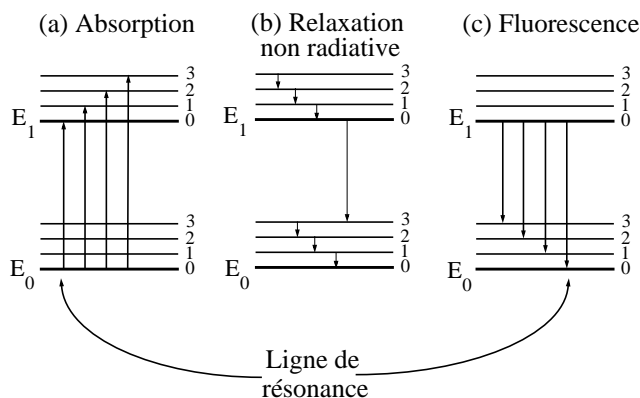 (a) Absorption
(b) Relaxation
non radiative
(c) Fluorescence
3
2
1
0
E1
3
2
1
0
E0
3
2
1
0
E1
3
2
1
0
E0
3
2
1
0
E1
3
2
1
0
E0
Ligne de
résonance